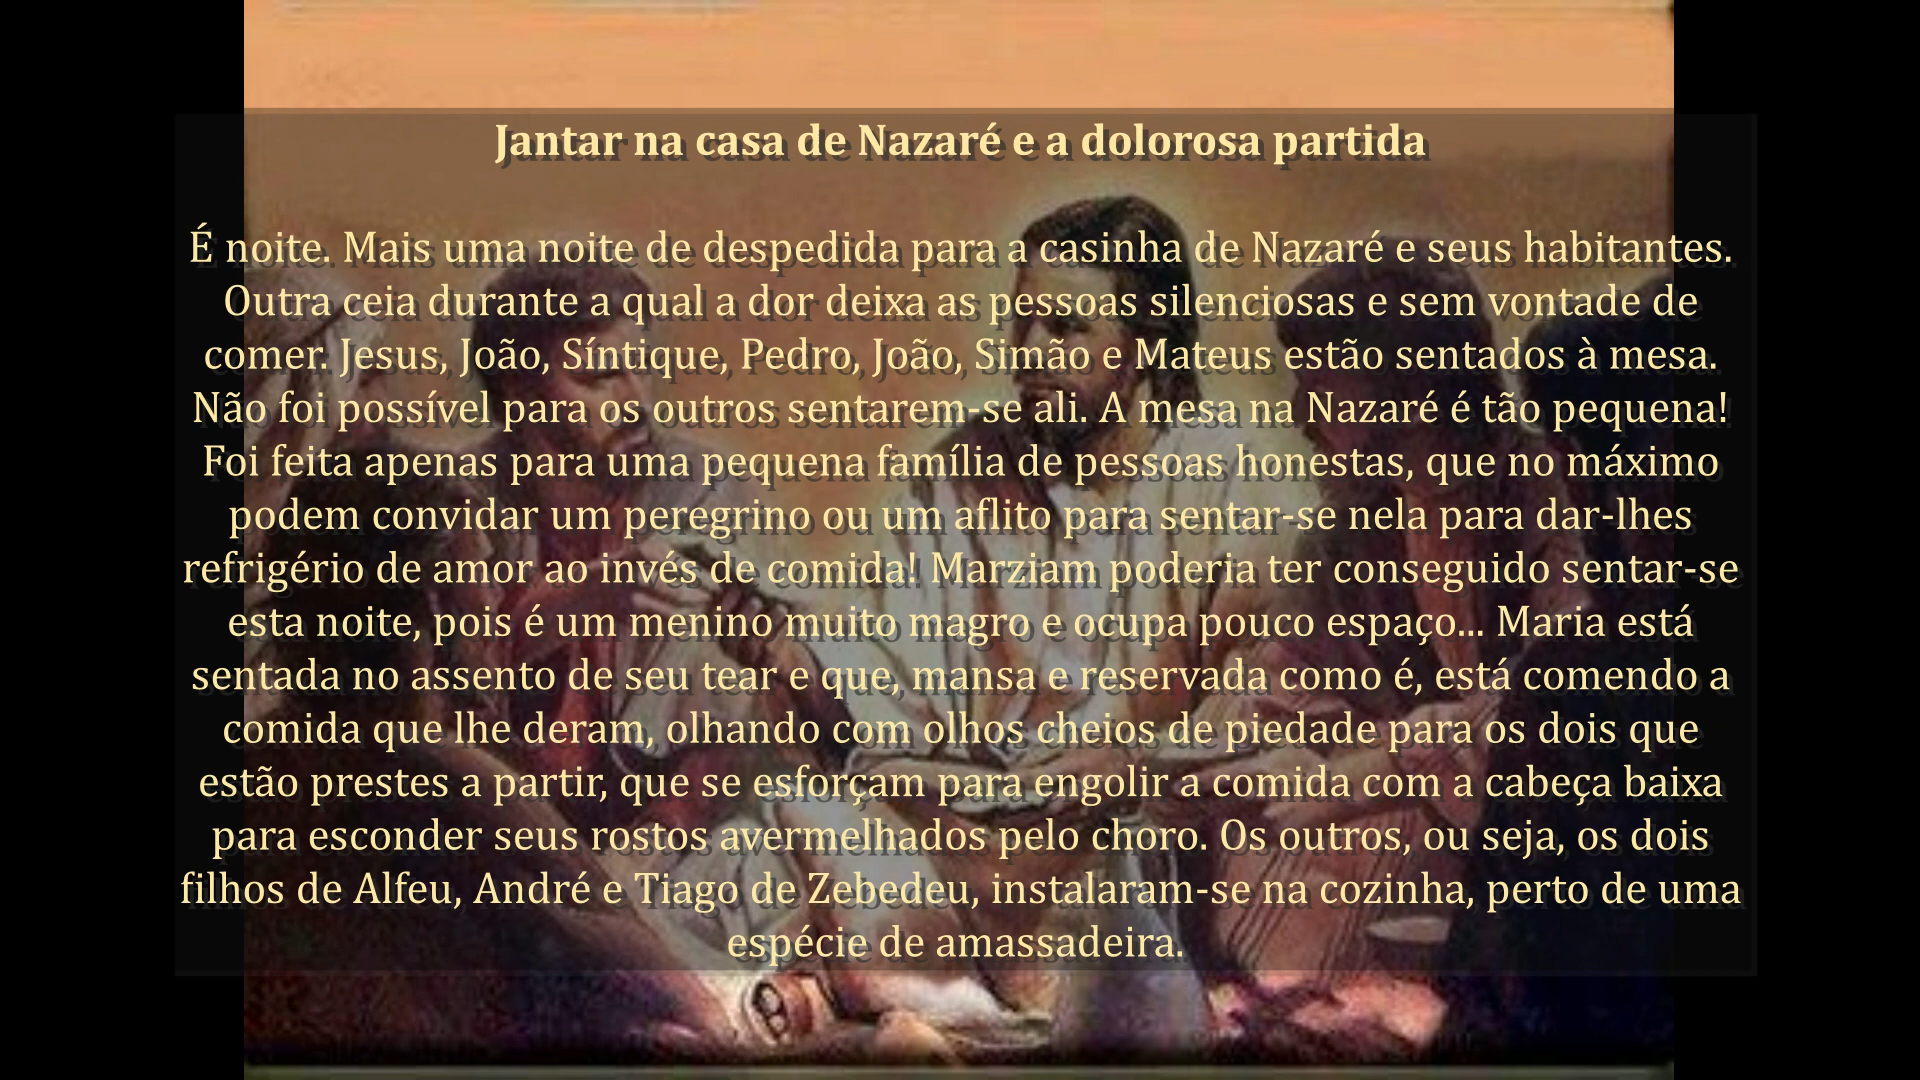 Jantar na casa de Nazaré e a dolorosa partida
É noite. Mais uma noite de despedida para a casinha de Nazaré e seus habitantes.
Outra ceia durante a qual a dor deixa as pessoas silenciosas e sem vontade de
comer. Jesus, João, Síntique, Pedro, João, Simão e Mateus estão sentados à mesa.
Não foi possível para os outros sentarem-se ali. A mesa na Nazaré é tão pequena!
Foi feita apenas para uma pequena família de pessoas honestas, que no máximo
podem convidar um peregrino ou um aflito para sentar-se nela para dar-lhes
refrigério de amor ao invés de comida! Marziam poderia ter conseguido sentar-se
esta noite, pois é um menino muito magro e ocupa pouco espaço... Maria está
sentada no assento de seu tear e que, mansa e reservada como é, está comendo a
comida que lhe deram, olhando com olhos cheios de piedade para os dois que
estão prestes a partir, que se esforçam para engolir a comida com a cabeça baixa
para esconder seus rostos avermelhados pelo choro. Os outros, ou seja, os dois
filhos de Alfeu, André e Tiago de Zebedeu, instalaram-se na cozinha, perto de uma
espécie de amassadeira.